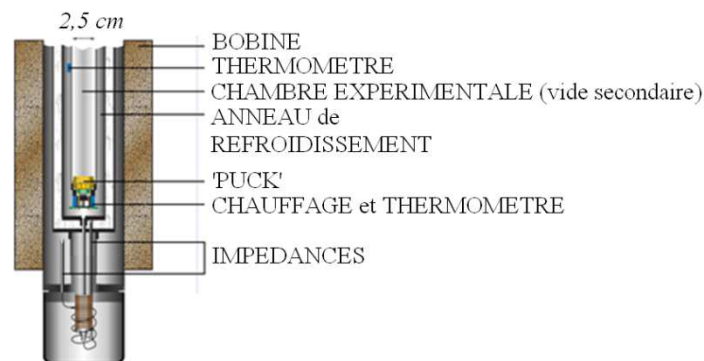 2,5 cm
BOBINE
THERMOMETRE
CHAMBRE EXPERIMENTALE (vide secondaire)
ANNEAU de
REFROIDISSEMENT
'PUCK'
CHAUFFAGE et THERMOMETRE
IMPEDANCES